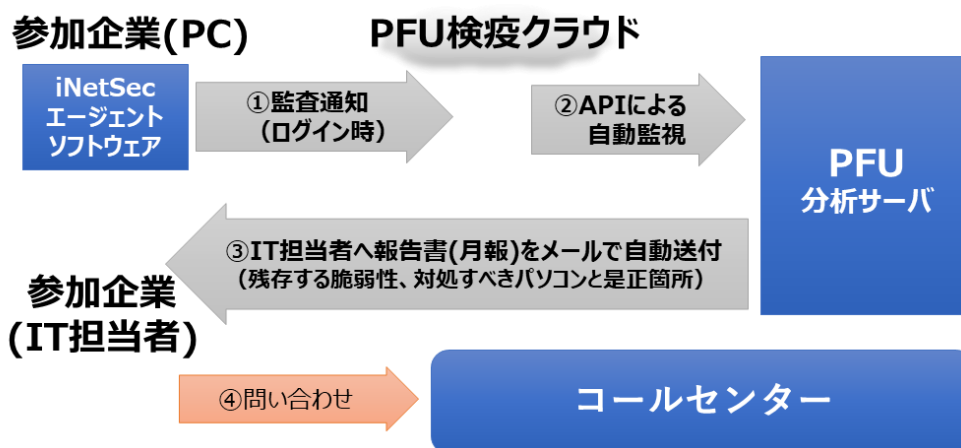 参加企業(PC)
PFU検疫クラウド
iNetSec
エージェント
ソフトウェア
①監査通知
(ログイン時)
②APIによる
自動監視
PFU
分析サーバ
③IT担当者へ報告書(月報)をメールで自動送付
(残存する脆弱性、対処すべきパソコンと是正箇所)
参加企業
(IT担当者)
④問い合わせ
コールセンター